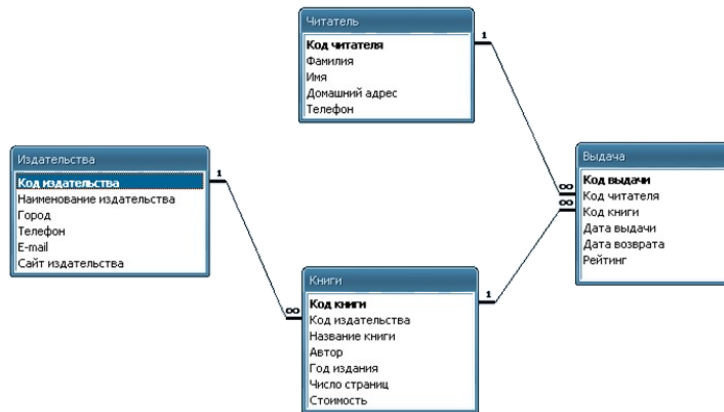 Читатель
Код читателя
Фамилия
Имя
Домашний адрес
Телефон
1
Издательства
Код издательства
Наименование издательства
Город
Телефон
E-mail
Сайт издательства
1
Выдача
Код выдачи
Код читателя
Код книги
Дата выдачи
Дата возврата
Рейтинг
∞
∞
Книги
Код книги
Код издательства
Название книги
Автор
Год издания
Число страниц
Стоимость
∞
1